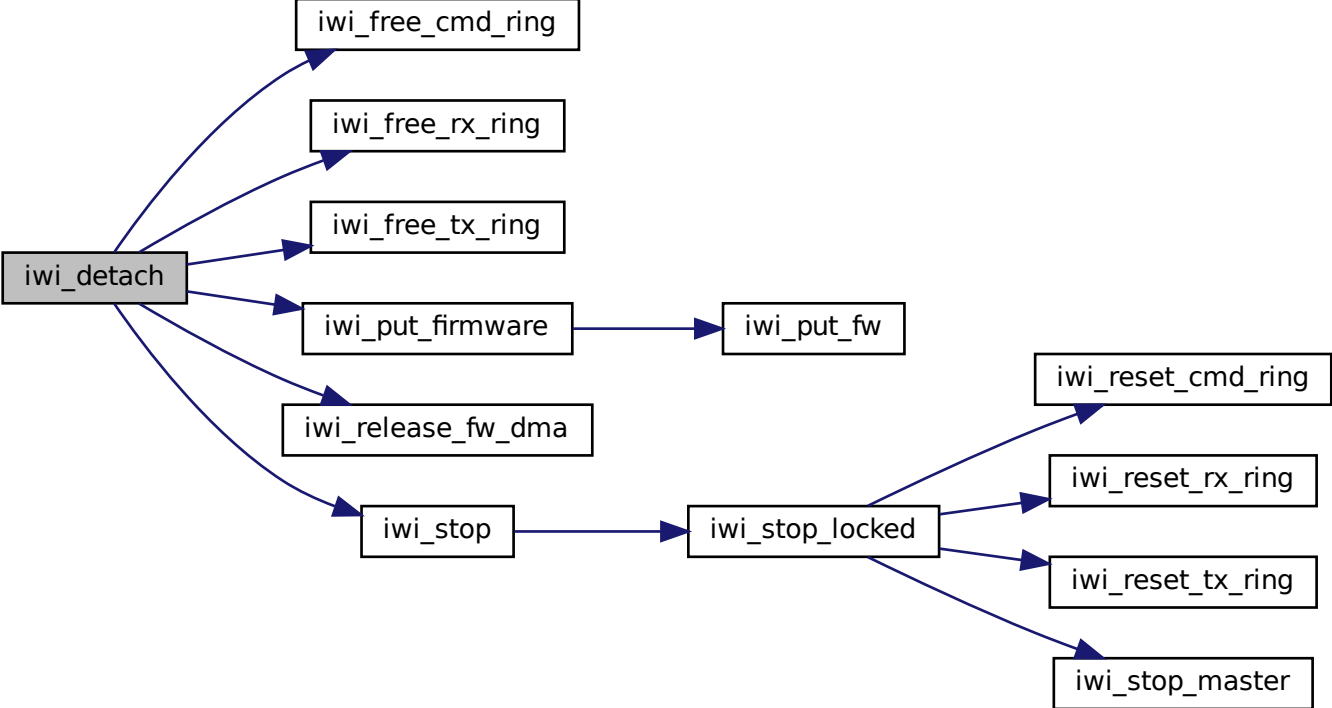 iwi_free_cmd_ring
iwi_free_rx_ring
iwi_free_tx_ring
iwi_detach
iwi_put_firmware
iwi_put_fw
iwi_reset_cmd_ring
iwi_release_fw_dma
iwi_reset_rx_ring
iwi_stop
iwi_stop_locked
iwi_reset_tx_ring
iwi_stop_master